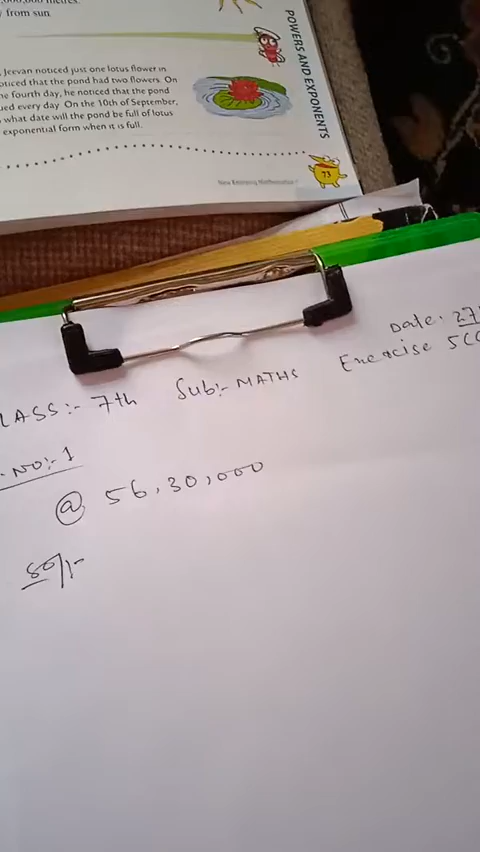 from sun.
Jeevan noticed just one lotus flower in
noticed that the pond had two flowers. On
the fourth day, he noticed that the pond
every day. On the 10th of September,
what date will the pond be full of lotus
exponential form when it is full.
POWERS AND EXPONENTS
New Enjoying Mathematics-7
73
Date:- 27
CLASS:- 7th Sub:- MATHS Exercise 5(C
NO:- 1
(a) 56,30,000
Sol:-